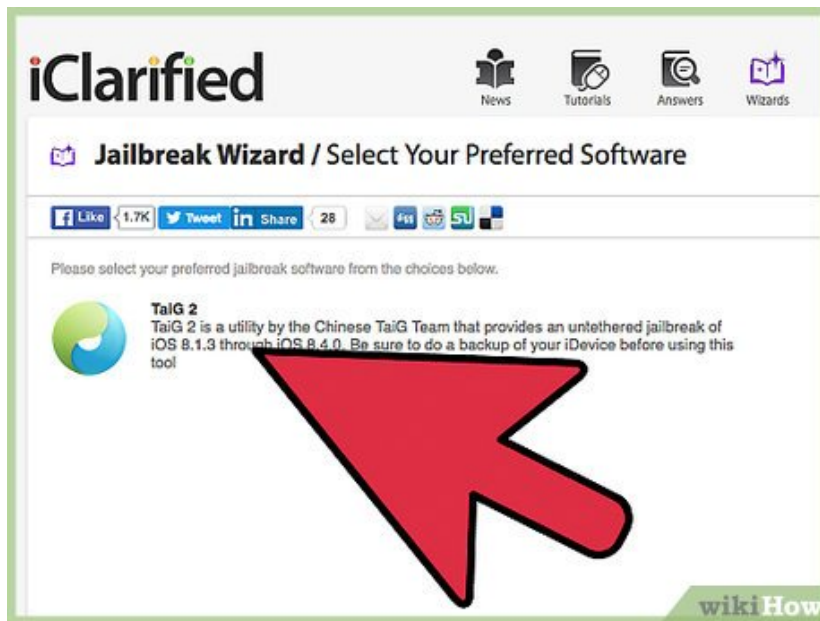 iClarified
News Tutorials Answers Wizards
Jailbreak Wizard / Select Your Preferred Software
Like 1.7K Tweet in Share 28
Please select your preferred jailbreak software from the choices below.
TaiG 2
TaiG 2 is a utility by the Chinese TaiG Team that provides an untethered jailbreak of
iOS 8.1.3 through iOS 8.4.0. Be sure to do a backup of your iDevice before using this
tool
wikiHow